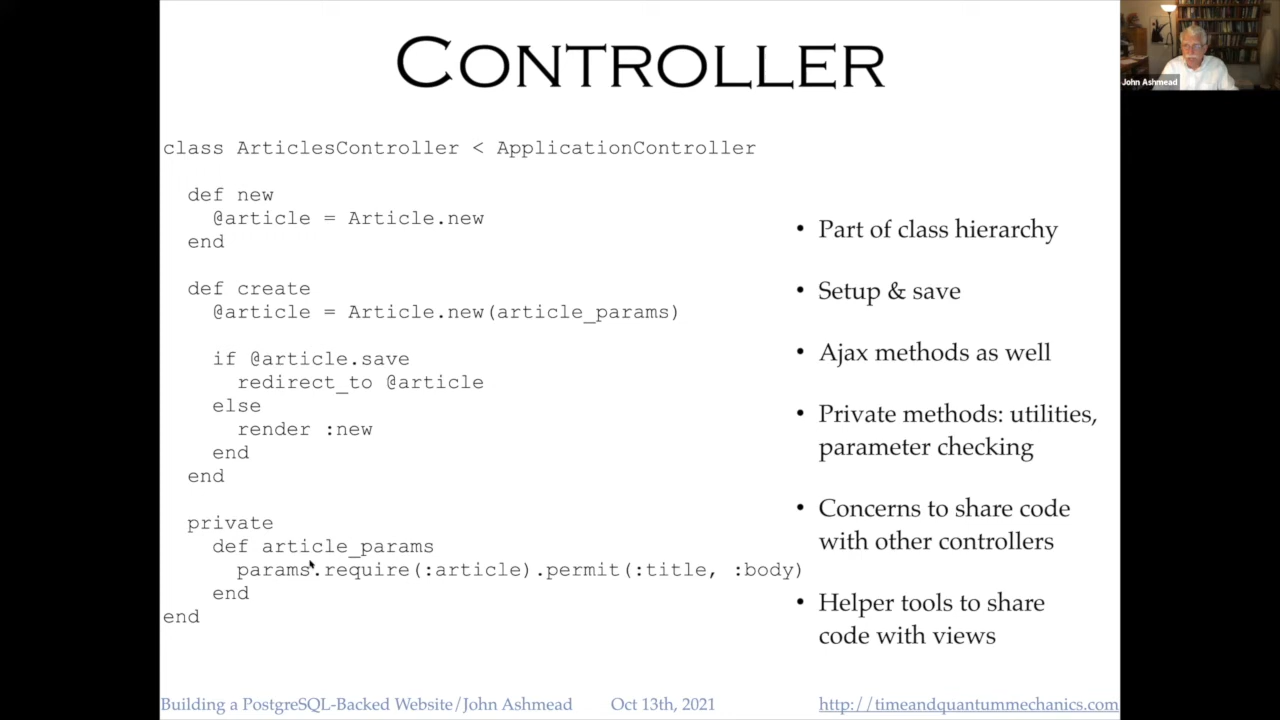 CONTROLLER
John Ashmead
class ArticlesController < ApplicationController
  def new
    @article = Article.new
  end
  def create
    @article = Article.new(article_params)
    if @article.save
      redirect_to @article
    else
      render :new
    end
  end
  private
    def article_params
      params.require(:article).permit(:title, :body)
    end
end
• Part of class hierarchy
• Setup & save
• Ajax methods as well
• Private methods: utilities,
parameter checking
• Concerns to share code
with other controllers
• Helper tools to share
code with views
Building a PostgreSQL-Backed Website/John Ashmead
Oct 13th, 2021
http://timeandquantummechanics.com